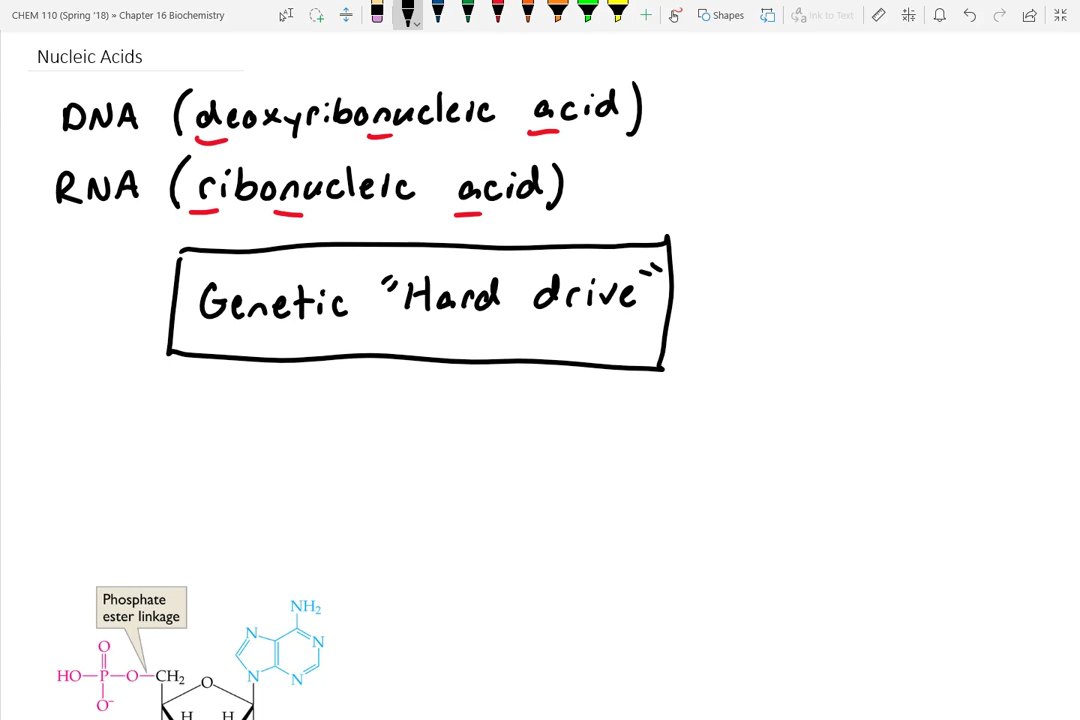 CHEM 110 (Spring '18) » Chapter 16 Biochemistry
Shapes
Ink to Text
Nucleic Acids
DNA (deoxyribonucleic acid)
RNA (ribonucleic acid)
Genetic "Hard drive"
Phosphate
ester linkage
NH₂
N
N
O
HO—P—O—CH₂
O
N
N
O⁻
H
H